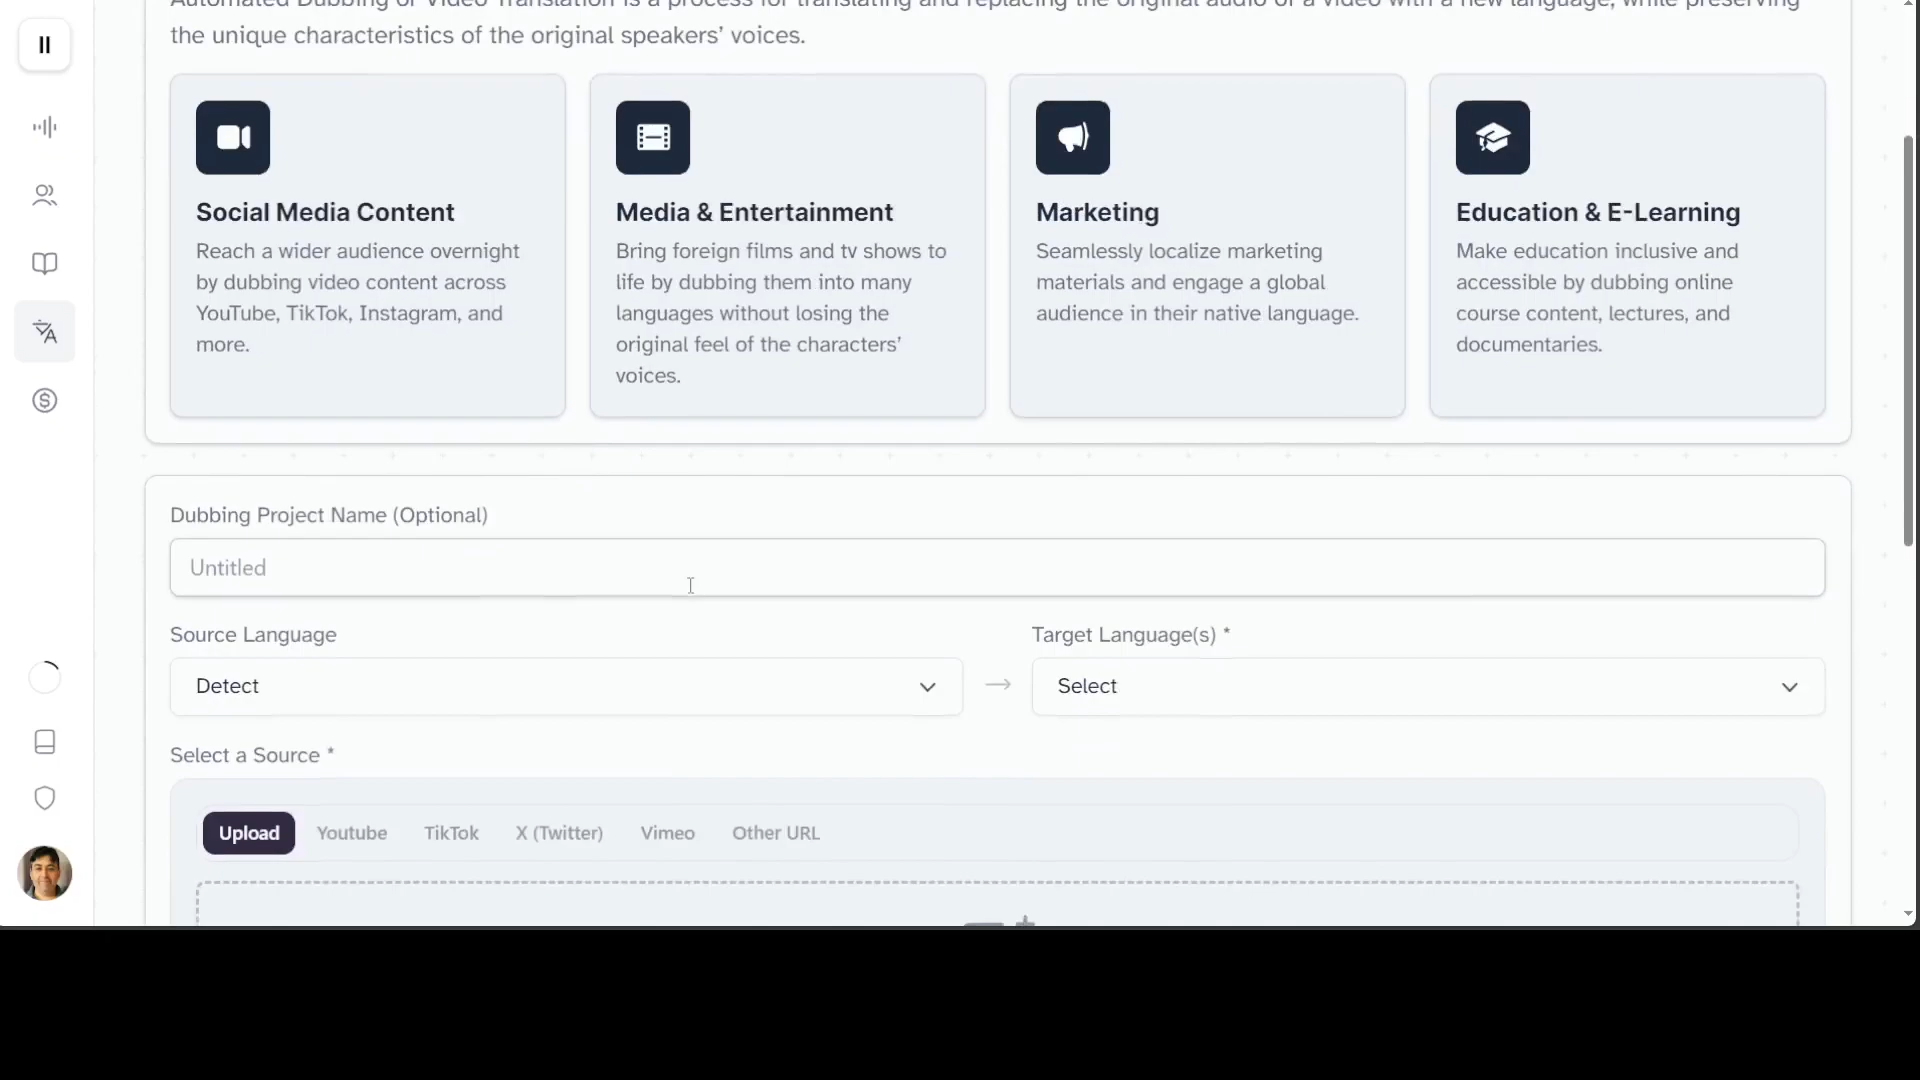 Automated Dubbing or Video Translation is a process for translating and replacing the original audio of a video with a new language, while preserving
the unique characteristics of the original speakers’ voices.
Social Media Content
Reach a wider audience overnight
by dubbing video content across
YouTube, TikTok, Instagram, and
more.
Media & Entertainment
Bring foreign films and tv shows to
life by dubbing them into many
languages without losing the
original feel of the characters’
voices.
Marketing
Seamlessly localize marketing
materials and engage a global
audience in their native language.
Education & E-Learning
Make education inclusive and
accessible by dubbing online
course content, lectures, and
documentaries.
Dubbing Project Name (Optional)
Untitled
Source Language
Target Language(s) *
Detect
Select
Select a Source *
Upload Youtube TikTok X (Twitter) Vimeo Other URL